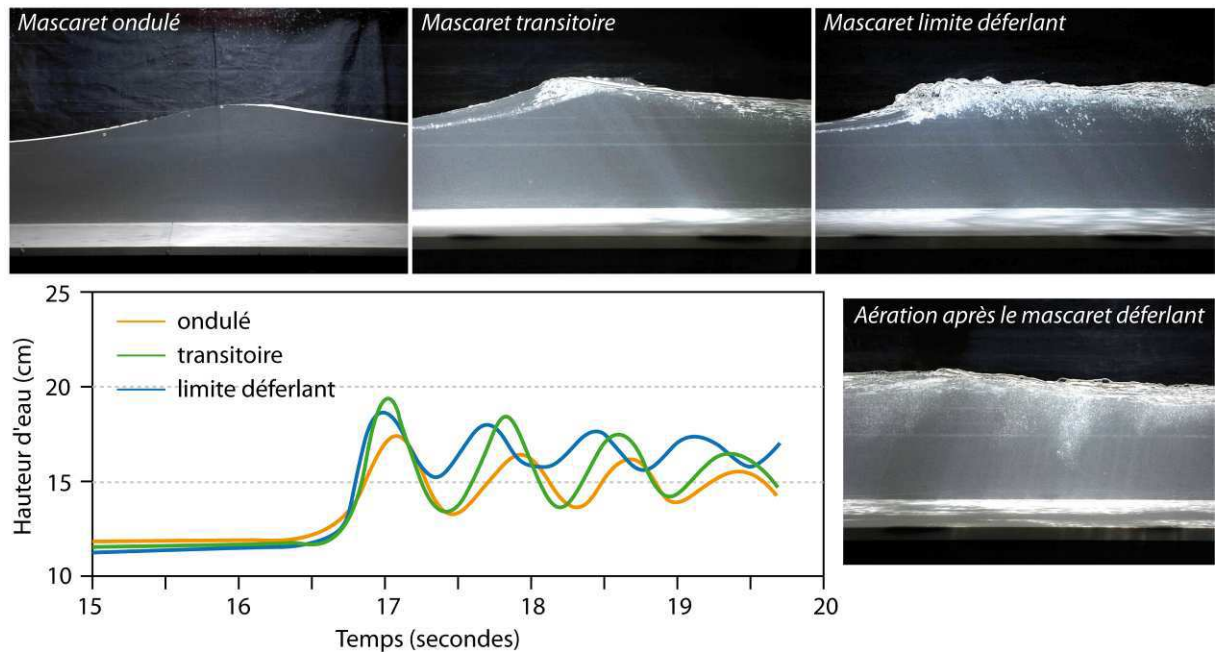 Mascaret ondulé
Mascaret transitoire
Mascaret limite déferlant
25
20
15
10
Hauteur d'eau (cm)
ondulé
transitoire
limite déferlant
15
16
17
18
19
20
Temps (secondes)
Aération après le mascaret déferlant